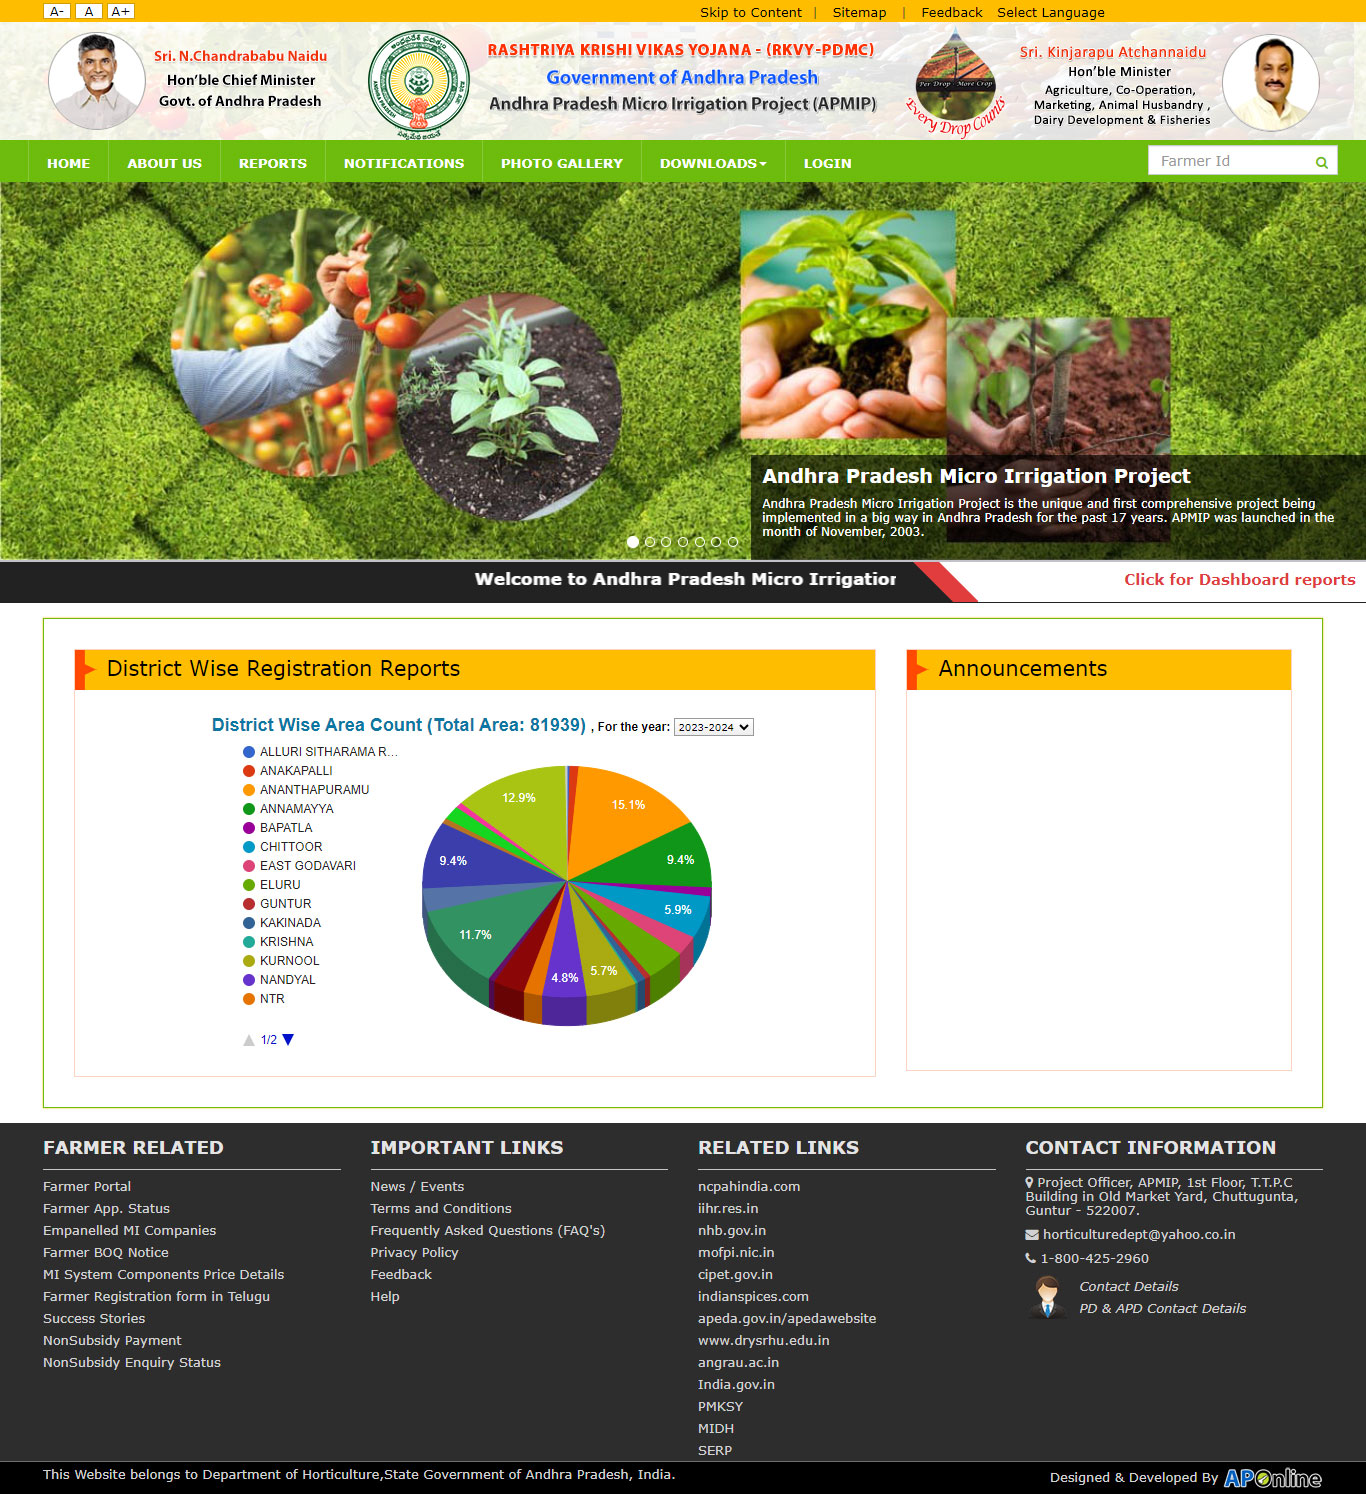 A- A A+
Skip to Content | Sitemap | Feedback Select Language
Sri. N.Chandrababu Naidu
Hon'ble Chief Minister
Govt. of Andhra Pradesh
RASHTRIYA KRISHI VIKAS YOJANA - (RKVY-PDMC)
Government of Andhra Pradesh
Andhra Pradesh Micro Irrigation Project (APMIP)
Per Drop - More Crop
Every Drop Counts
Sri. Kinjarapu Atchannaidu
Hon'ble Minister
Agriculture, Co-Operation,
Marketing, Animal Husbandry ,
Dairy Development & Fisheries
HOME ABOUT US REPORTS NOTIFICATIONS PHOTO GALLERY DOWNLOADS LOGIN
Farmer Id
Andhra Pradesh Micro Irrigation Project
Andhra Pradesh Micro Irrigation Project is the unique and first comprehensive project being
implemented in a big way in Andhra Pradesh for the past 17 years. APMIP was launched in the
month of November, 2003.
Welcome to Andhra Pradesh Micro Irrigation
Click for Dashboard reports
District Wise Registration Reports
District Wise Area Count (Total Area: 81939) , For the year: 2023-2024
ALLURI SITHARAMA R...
ANAKAPALLI
ANANTHAPURAMU
ANNAMAYYA
BAPATLA
CHITTOOR
EAST GODAVARI
ELURU
GUNTUR
KAKINADA
KRISHNA
KURNOOL
NANDYAL
NTR
1/2
12.9%
15.1%
9.4%
9.4%
5.9%
11.7%
4.8%
5.7%
Announcements
FARMER RELATED
Farmer Portal
Farmer App. Status
Empanelled MI Companies
Farmer BOQ Notice
MI System Components Price Details
Farmer Registration form in Telugu
Success Stories
NonSubsidy Payment
NonSubsidy Enquiry Status
IMPORTANT LINKS
News / Events
Terms and Conditions
Frequently Asked Questions (FAQ's)
Privacy Policy
Feedback
Help
RELATED LINKS
ncpahindia.com
iihr.res.in
nhb.gov.in
mofpi.nic.in
cipet.gov.in
indianspices.com
apeda.gov.in/apedawebsite
www.drysrhu.edu.in
angrau.ac.in
India.gov.in
PMKSY
MIDH
SERP
CONTACT INFORMATION
Project Officer, APMIP, 1st Floor, T.T.P.C
Building in Old Market Yard, Chuttugunta,
Guntur - 522007.
horticulturedept@yahoo.co.in
1-800-425-2960
Contact Details
PD & APD Contact Details
This Website belongs to Department of Horticulture,State Government of Andhra Pradesh, India.
Designed & Developed By APOnline